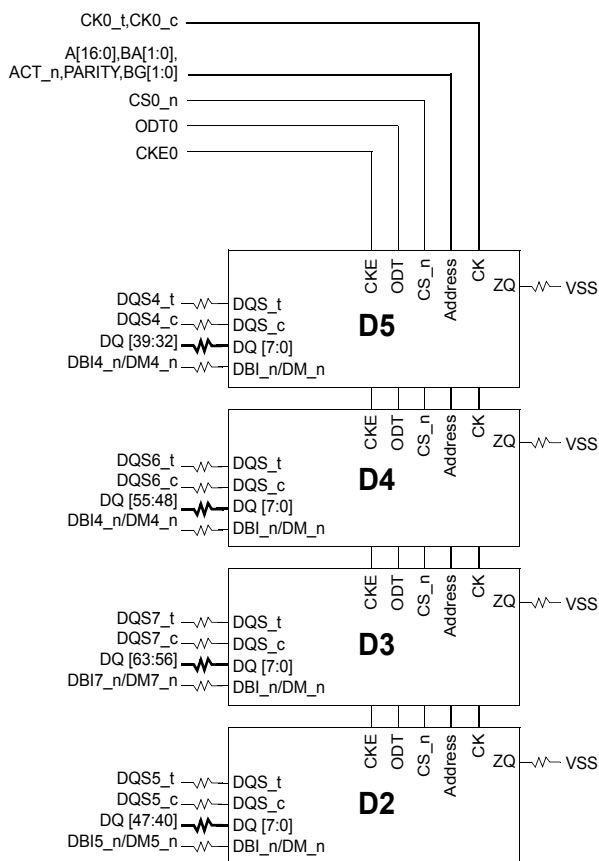 CK0_t,CK0_c
A[16:0],BA[1:0],
ACT_n,PARITY,BG[1:0]
CS0_n
ODT0
CKE0
CKE
ODT
CS_n
Address
CK
ZQ
VSS
DQS4_t
DQS_t
D5
DQS4_c
DQS_c
DQ [39:32]
DQ [7:0]
DBI4_n/DM4_n
DBI_n/DM_n
CKE
ODT
CS_n
Address
CK
ZQ
VSS
DQS6_t
DQS_t
D4
DQS6_c
DQS_c
DQ [55:48]
DQ [7:0]
DBI4_n/DM4_n
DBI_n/DM_n
CKE
ODT
CS_n
Address
CK
ZQ
VSS
DQS7_t
DQS_t
D3
DQS7_c
DQS_c
DQ [63:56]
DQ [7:0]
DBI7_n/DM7_n
DBI_n/DM_n
CKE
ODT
CS_n
Address
CK
ZQ
VSS
DQS5_t
DQS_t
D2
DQS5_c
DQS_c
DQ [47:40]
DQ [7:0]
DBI5_n/DM5_n
DBI_n/DM_n